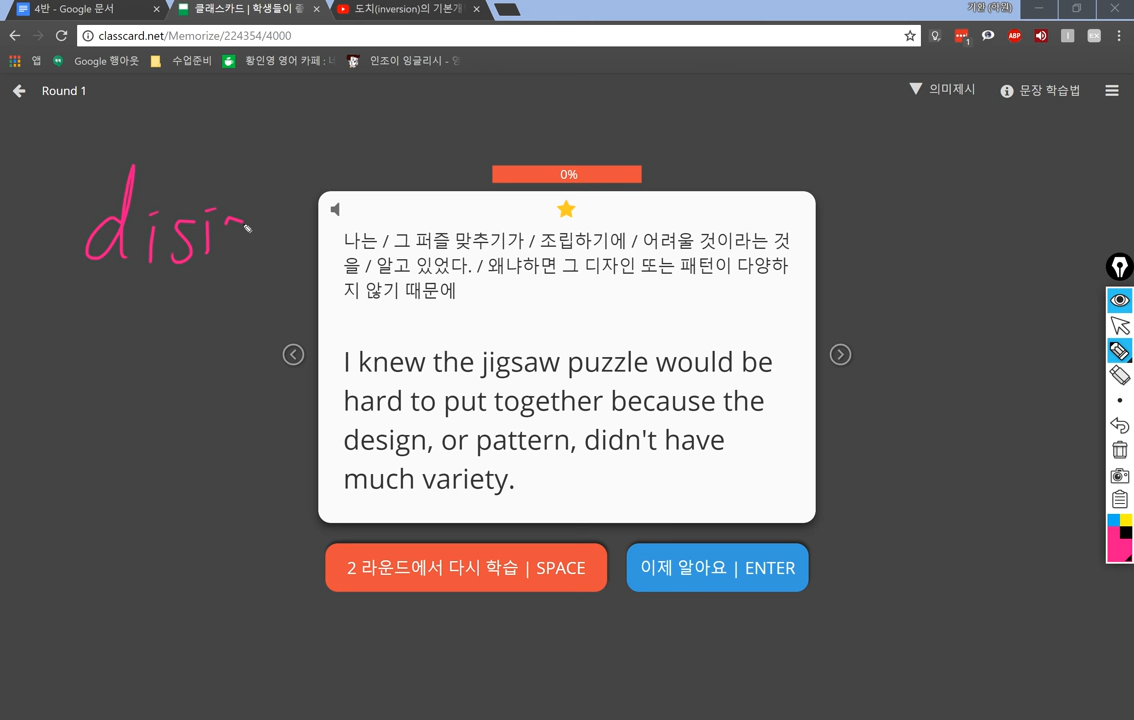 4반 - Google 문서
클래스카드 | 학생들이 좋
도치(inversion)의 기본개
기환 (학원)
classcard.net/Memorize/224354/4000
ABP
1
앱
Google 행아웃
수업준비
황인영 영어 카페 : 네
인조이 잉글리시 - 잉
Round 1
의미제시
문장 학습법
disi
0%
나는 / 그 퍼즐 맞추기가 / 조립하기에 / 어려울 것이라는 것
을 / 알고 있었다. / 왜냐하면 그 디자인 또는 패턴이 다양하
지 않기 때문에
I knew the jigsaw puzzle would be
hard to put together because the
design, or pattern, didn't have
much variety.
2 라운드에서 다시 학습 | SPACE
이제 알아요 | ENTER